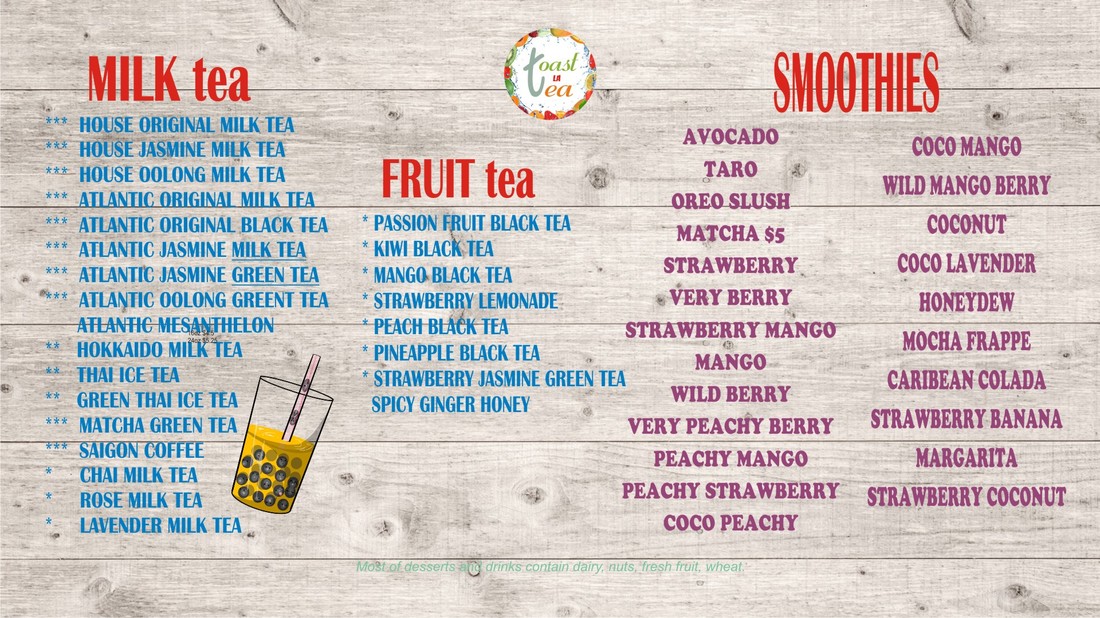 toast
LA
tea
MILK tea
*** HOUSE ORIGINAL MILK TEA
*** HOUSE JASMINE MILK TEA
*** HOUSE OOLONG MILK TEA
*** ATLANTIC ORIGINAL MILK TEA
*** ATLANTIC ORIGINAL BLACK TEA
*** ATLANTIC JASMINE MILK TEA
*** ATLANTIC JASMINE GREEN TEA
*** ATLANTIC OOLONG GREENT TEA
ATLANTIC MESANTHELON
** HOKKAIDO MILK TEA
** THAI ICE TEA
** GREEN THAI ICE TEA
*** MATCHA GREEN TEA
*** SAIGON COFFEE
* CHAI MILK TEA
* ROSE MILK TEA
* LAVENDER MILK TEA
FRUIT tea
* PASSION FRUIT BLACK TEA
* KIWI BLACK TEA
* MANGO BLACK TEA
* STRAWBERRY LEMONADE
* PEACH BLACK TEA
* PINEAPPLE BLACK TEA
* STRAWBERRY JASMINE GREEN TEA
SPICY GINGER HONEY
SMOOTHIES
AVOCADO
TARO
OREO SLUSH
MATCHA $5
STRAWBERRY
VERY BERRY
STRAWBERRY MANGO
MANGO
WILD BERRY
VERY PEACHY BERRY
PEACHY MANGO
PEACHY STRAWBERRY
COCO PEACHY
COCO MANGO
WILD MANGO BERRY
COCONUT
COCO LAVENDER
HONEYDEW
MOCHA FRAPPE
CARIBEAN COLADA
STRAWBERRY BANANA
MARGARITA
STRAWBERRY COCONUT
Most of desserts and drinks contain dairy, nuts, fresh fruit, wheat.